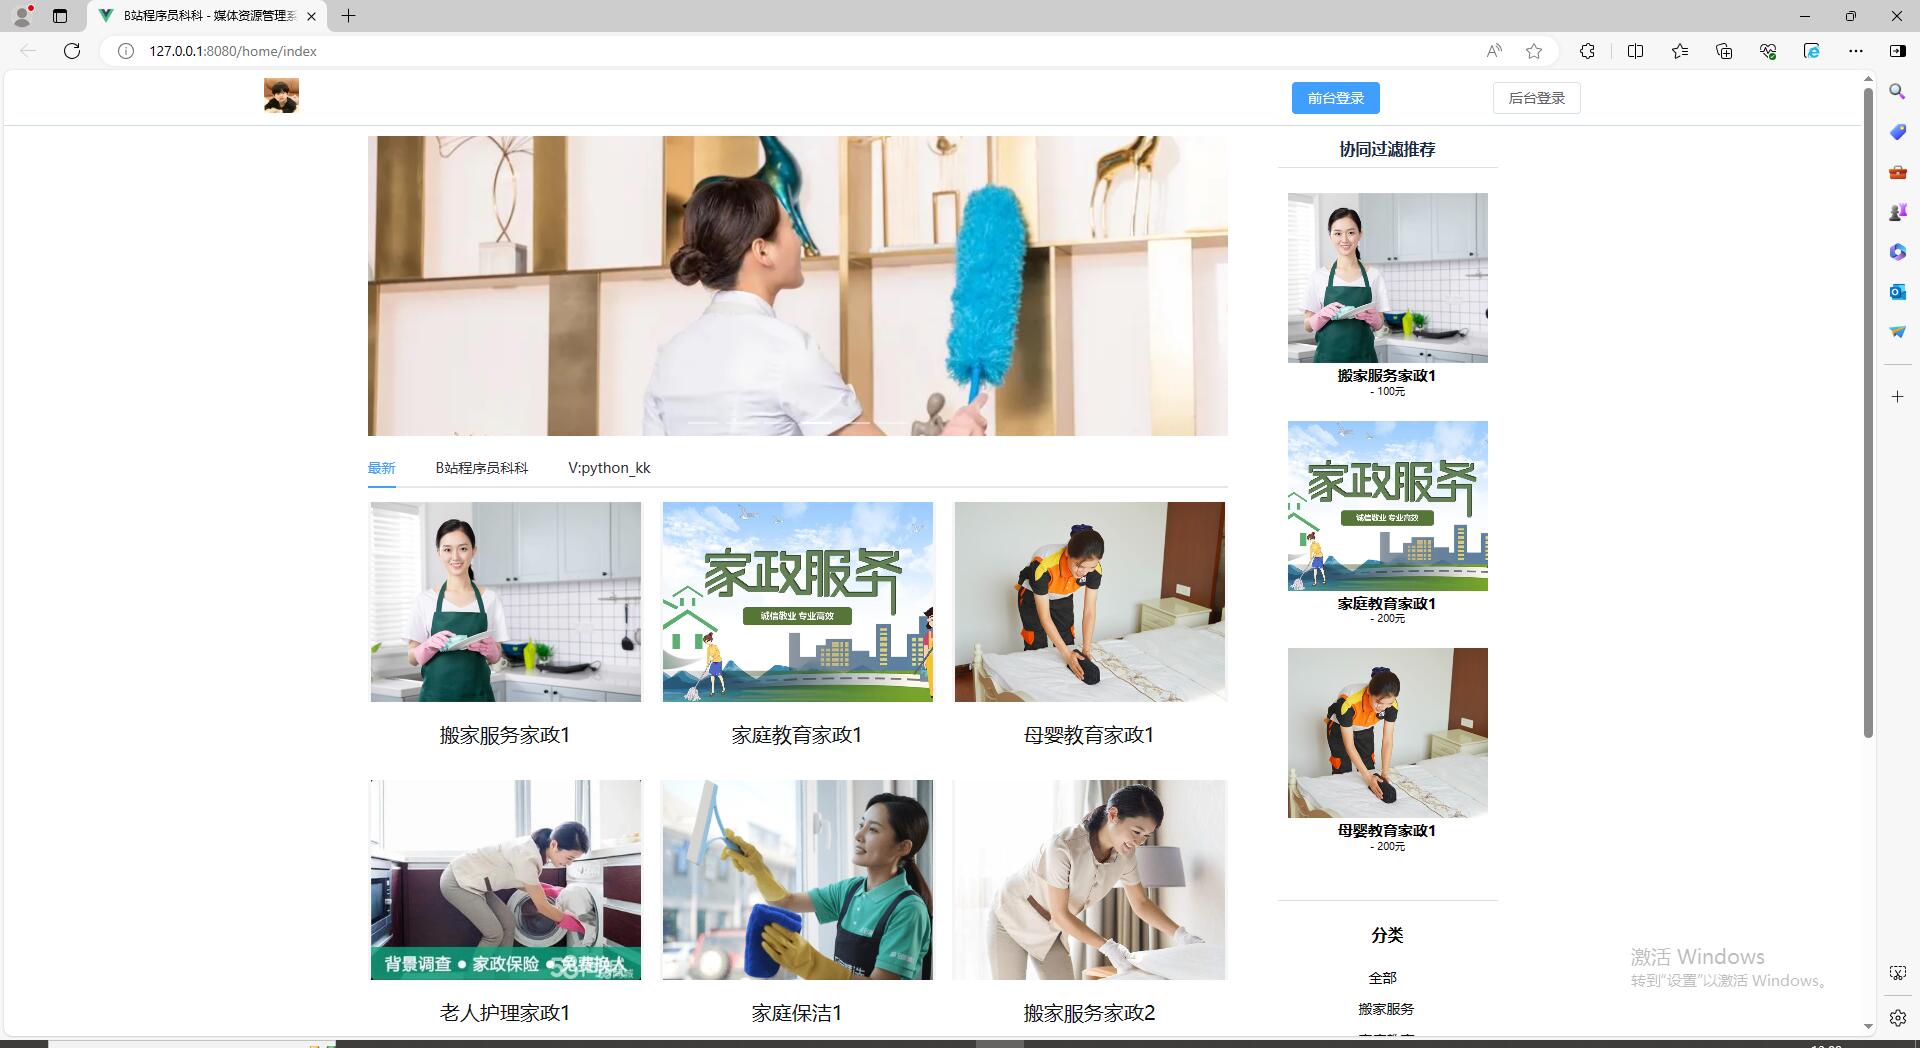 B站程序员科科 - 媒体资源管理系
127.0.0.1:8080/home/index
前台登录
后台登录
协同过滤推荐
搬家服务家政1
- 100元
家政服务
诚信敬业 专业高效
家庭教育家政1
- 200元
母婴教育家政1
- 200元
最新
B站程序员科科
V:python_kk
家政服务
诚信敬业 专业高效
搬家服务家政1
家庭教育家政1
母婴教育家政1
背景调查 • 家政保险 • 免费换人
老人护理家政1
家庭保洁1
搬家服务家政2
分类
全部
搬家服务
激活 Windows
转到"设置"以激活 Windows。